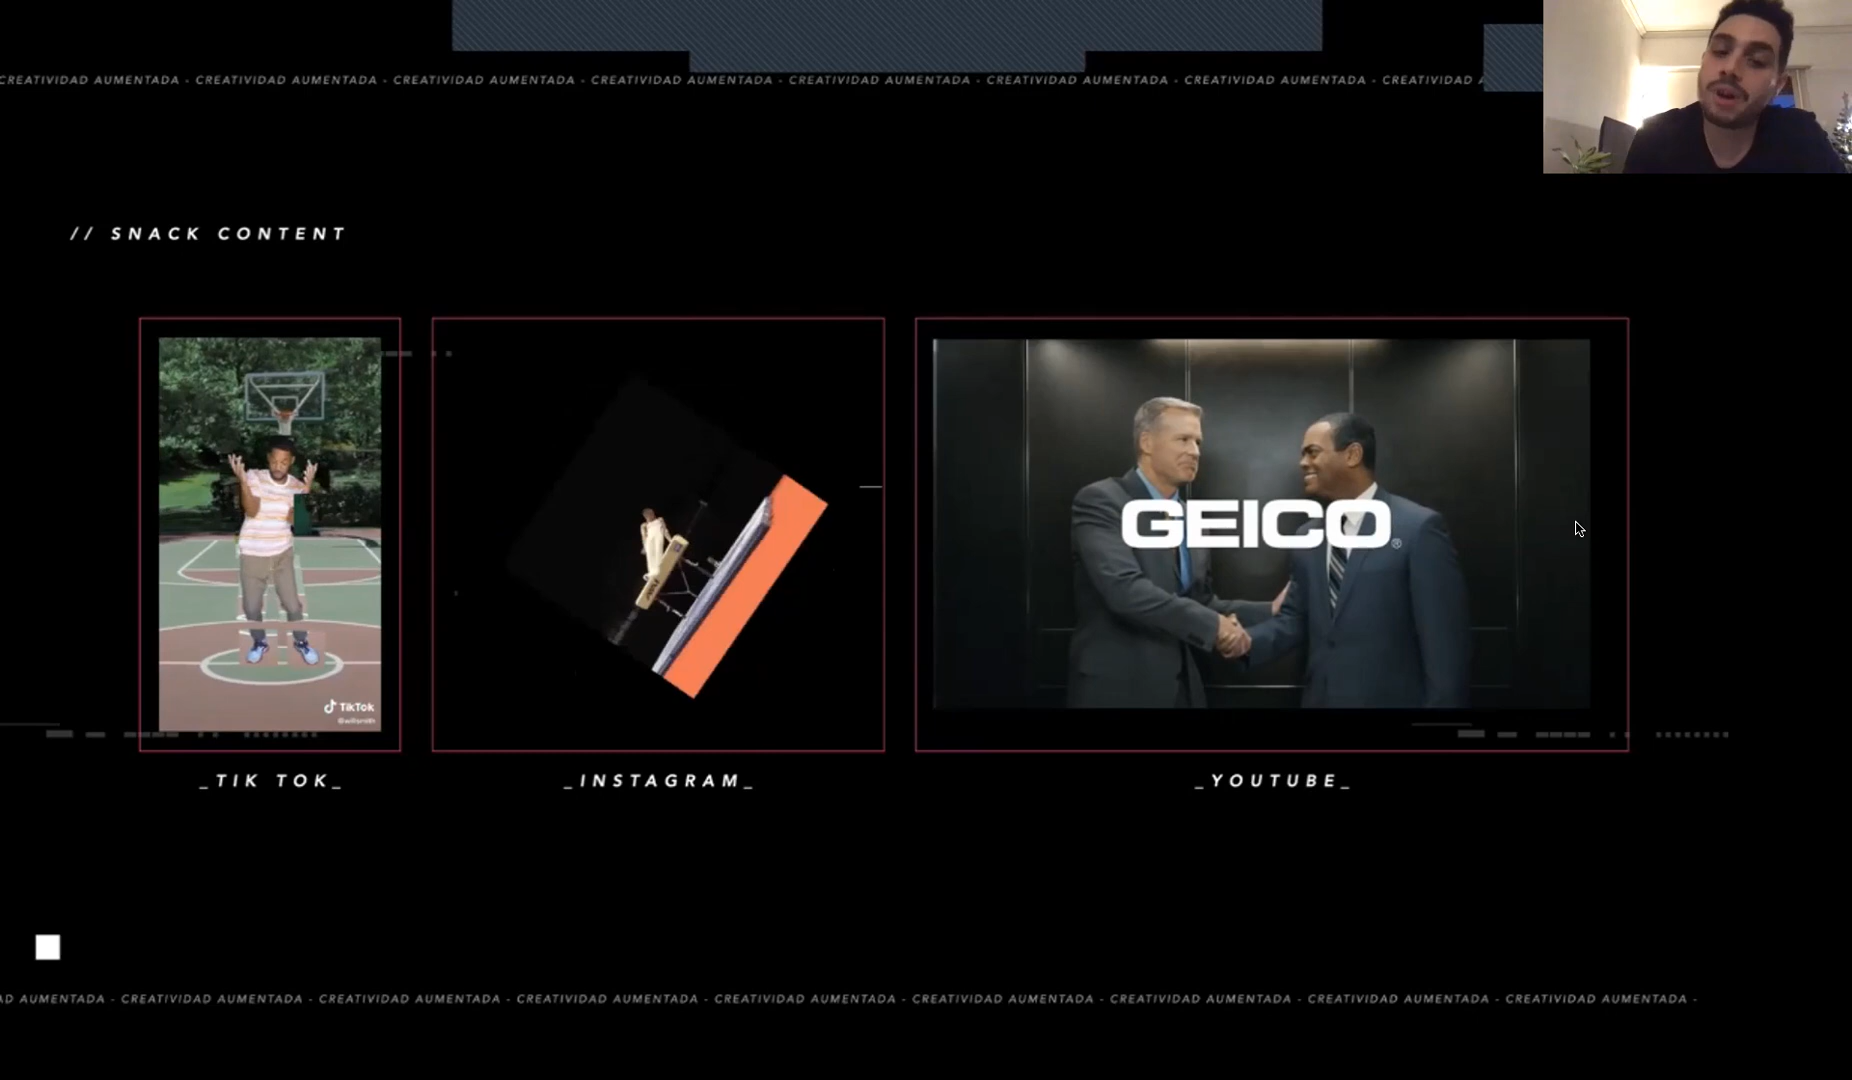 CREATIVIDAD AUMENTADA - CREATIVIDAD AUMENTADA - CREATIVIDAD AUMENTADA - CREATIVIDAD AUMENTADA - CREATIVIDAD AUMENTADA - CREATIVIDAD AUMENTADA - CREATIVIDAD AUMENTADA - CREATIVIDAD
// SNACK CONTENT
GEICO®
TikTok
@willsmith
_TIK TOK_
_INSTAGRAM_
_YOUTUBE_
AUMENTADA - CREATIVIDAD AUMENTADA - CREATIVIDAD AUMENTADA - CREATIVIDAD AUMENTADA - CREATIVIDAD AUMENTADA - CREATIVIDAD AUMENTADA - CREATIVIDAD AUMENTADA - CREATIVIDAD AUMENTADA - CREATIVIDAD AUMENTADA -